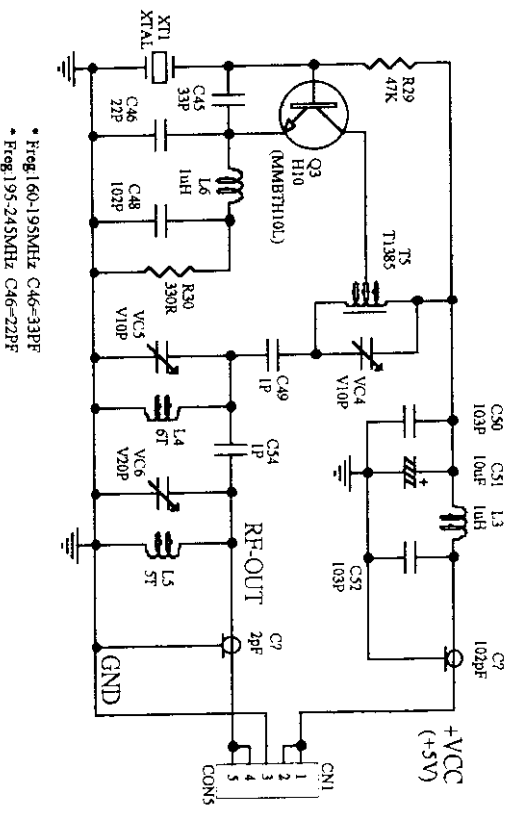 +VCC
(+5V)
R29
47K
C50
103P
C51
10uF
L3
1uH
C?
102pF
C52
103P
+
T5
T1385
VC4
V10P
Q3
H10
(MMBTH10L)
C45
33P
XT1
XTAL
C46
22P
L6
1uH
C48
102P
R30
330R
C49
1P
VC5
V10P
L4
6T
C54
1P
VC6
V20P
L5
5T
RF-OUT
C?
2pF
GND
CN1
1
2
3
4
5
CON5
* Freg:160-195MHz C46=33PF
* Freg:195-245MHz C46=22PF